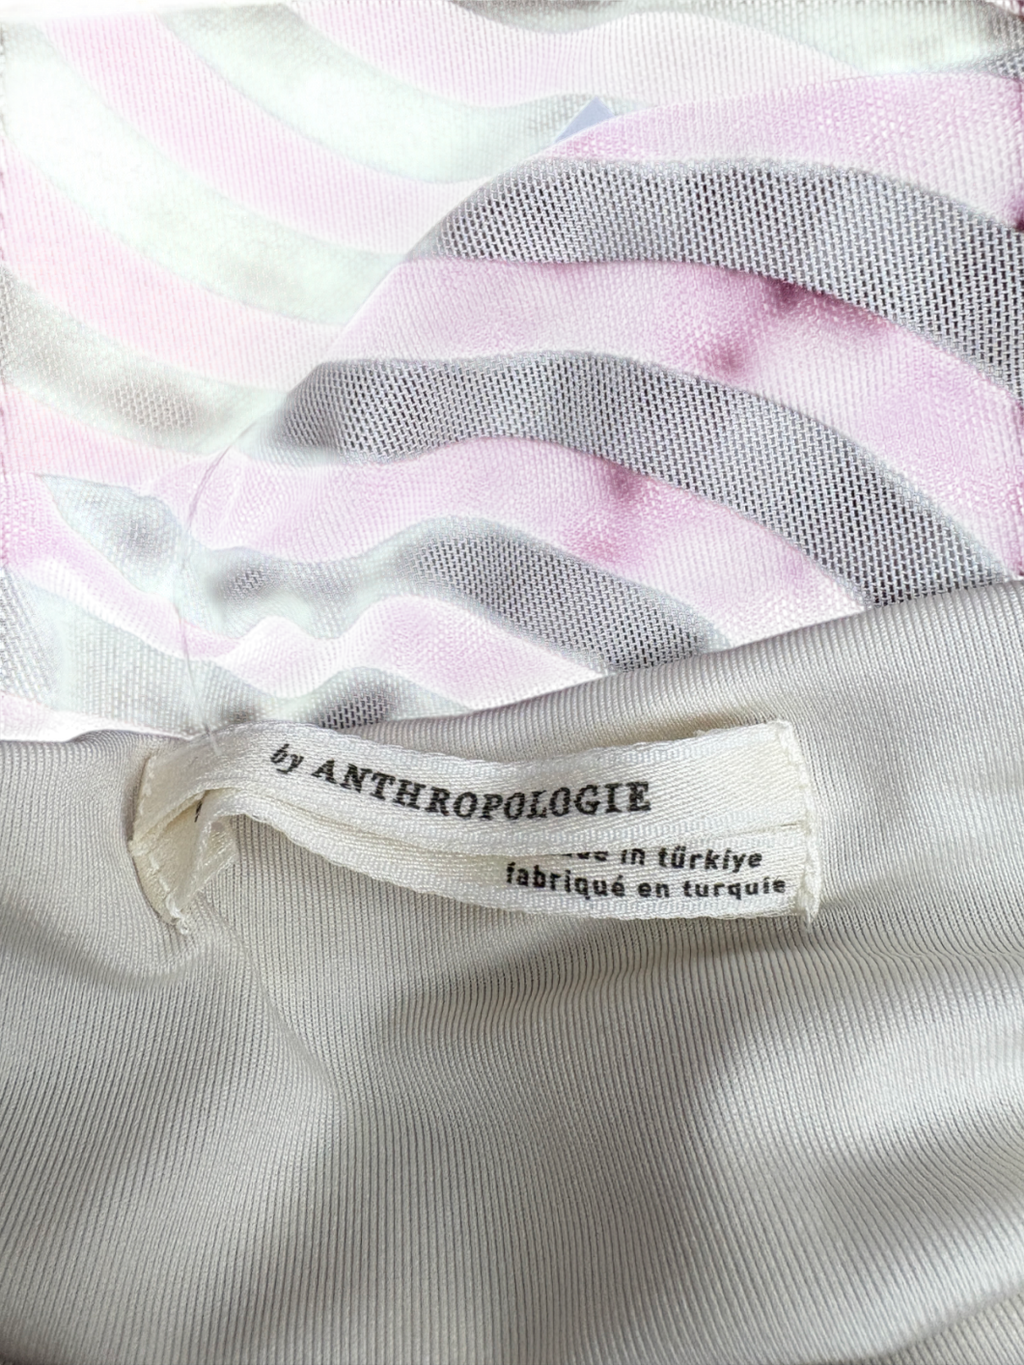 by ANTHROPOLOGIE
in türkiye
fabriqué en turquie